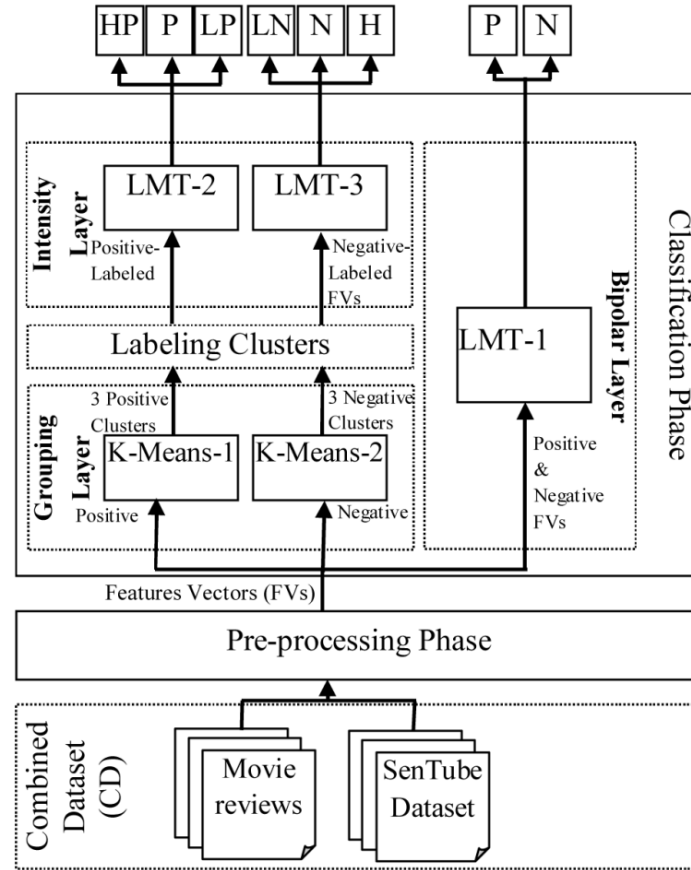 HP P LP LN N H P N
LMT-2
LMT-3
Intensity
Layer
Positive-
Labeled
Negative-
Labeled
FVs
Labeling Clusters
3 Positive
Clusters
3 Negative
Clusters
Grouping
Layer
K-Means-1
K-Means-2
Positive
Negative
LMT-1
Bipolar Layer
Positive
&
Negative
FVs
Classification Phase
Features Vectors (FVs)
Pre-processing Phase
Combined
Dataset
(CD)
Movie
reviews
SenTube
Dataset